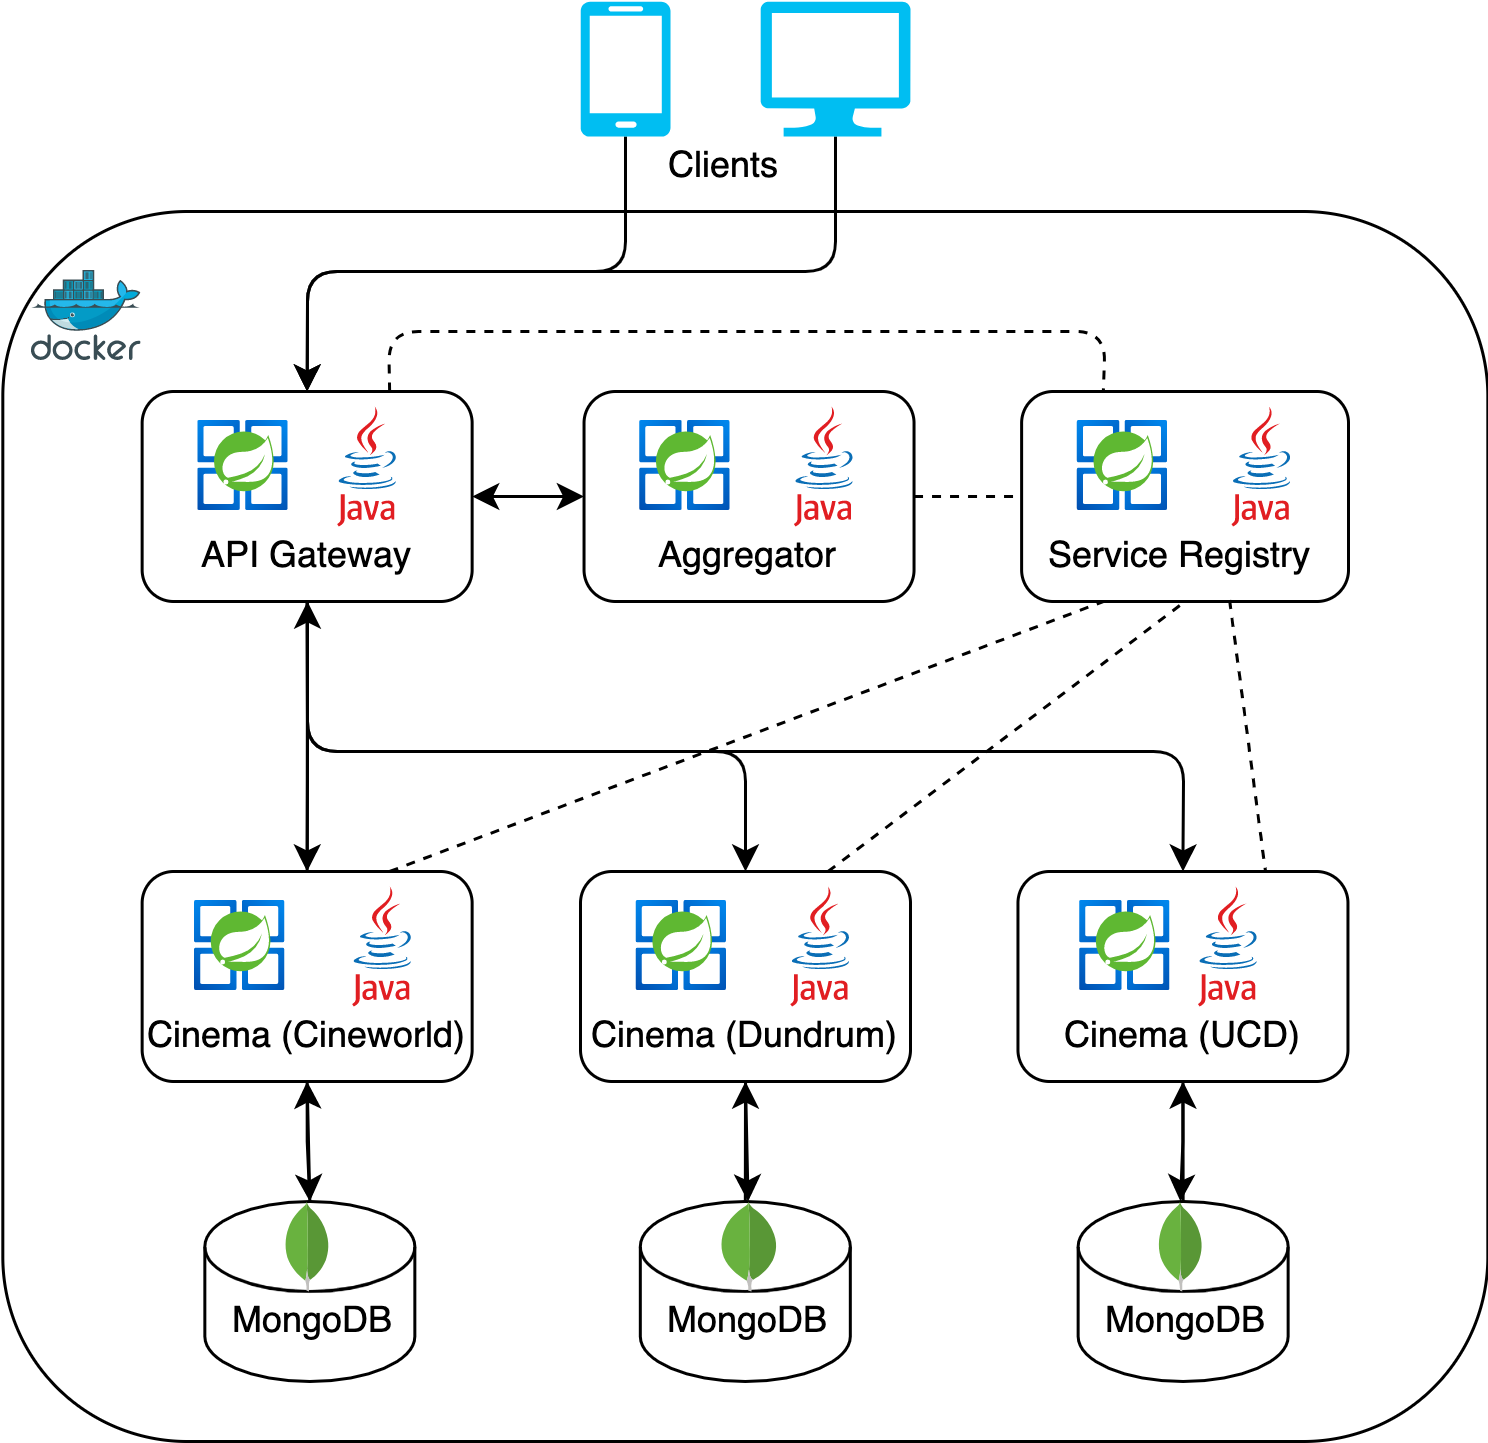 Clients
docker
Java
Java
Java
API Gateway
Aggregator
Service Registry
Java
Java
Java
Cinema (Cineworld)
Cinema (Dundrum)
Cinema (UCD)
MongoDB
MongoDB
MongoDB